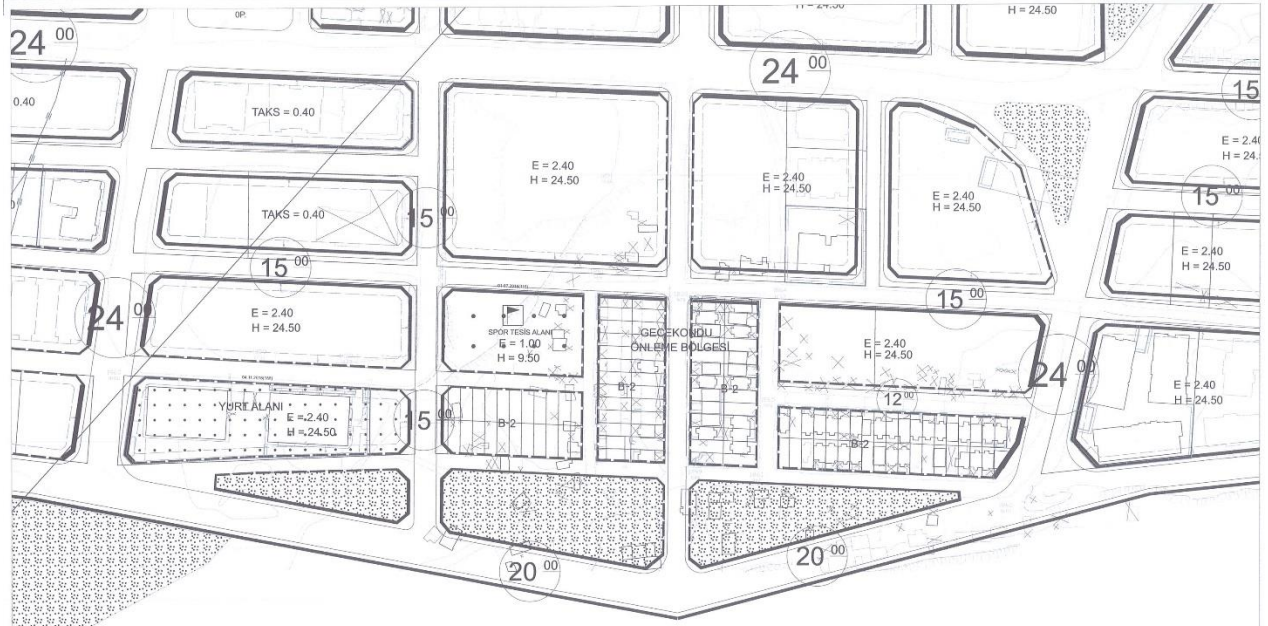 OP.
H = 24.50
E = 2.40
H = 24.50
24 00
24 00
15
0.40
TAKS = 0.40
E = 2.40
H = 24.50
E = 2.40
H = 24.50
E = 2.40
H = 24.50
E = 2.40
H = 24.
TAKS = 0.40
15 00
15 00
15 00
E = 2.40
H = 24.50
24 00
E = 2.40
H = 24.50
SPOR TESİS ALANI
E = 1.00
H = 9.50
GECEKONDU
ÖNLEME BÖLGESİ
15 00
E = 2.40
H = 24.50
24 00
E = 2.40
H = 24.50
B-2
B-2
12 00
YURT ALANI
E = 2.40
H = 24.50
15 00
B-2
B-2
20 00
20 00